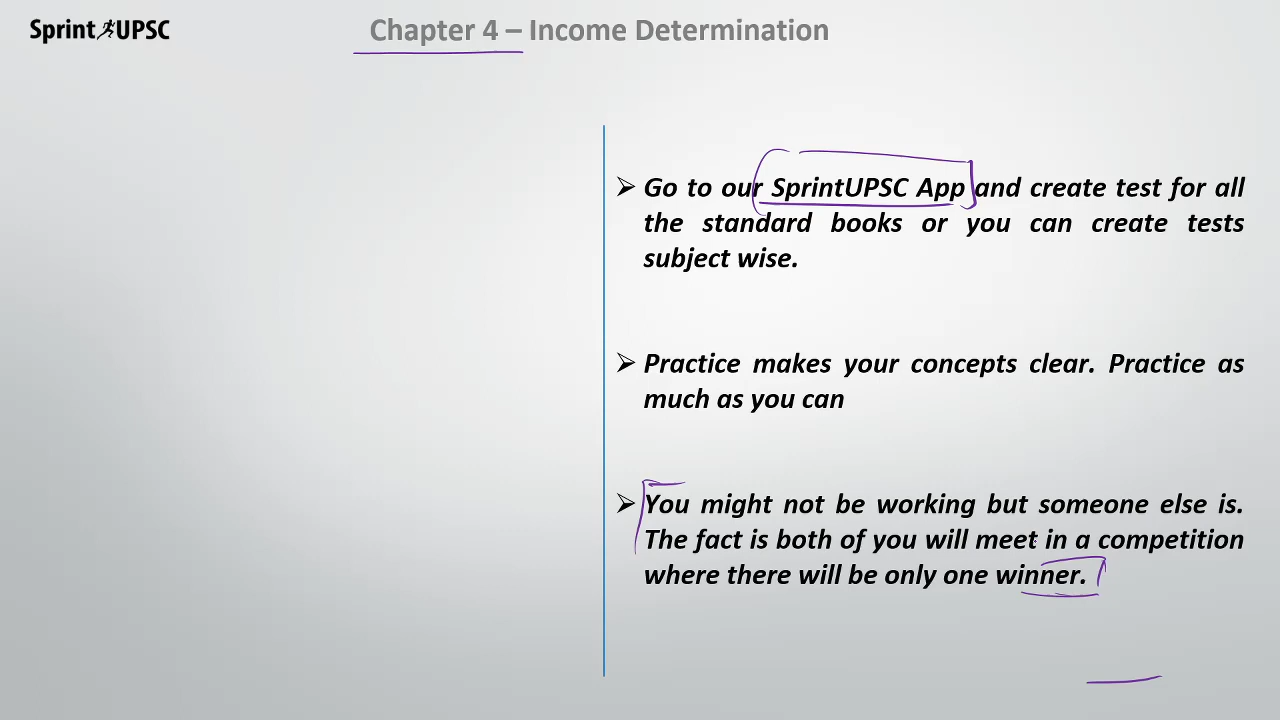 SprintUPSC
Chapter 4 – Income Determination
➢ Go to our SprintUPSC App and create test for all
the standard books or you can create tests
subject wise.
➢ Practice makes your concepts clear. Practice as
much as you can
➢ You might not be working but someone else is.
The fact is both of you will meet in a competition
where there will be only one winner.